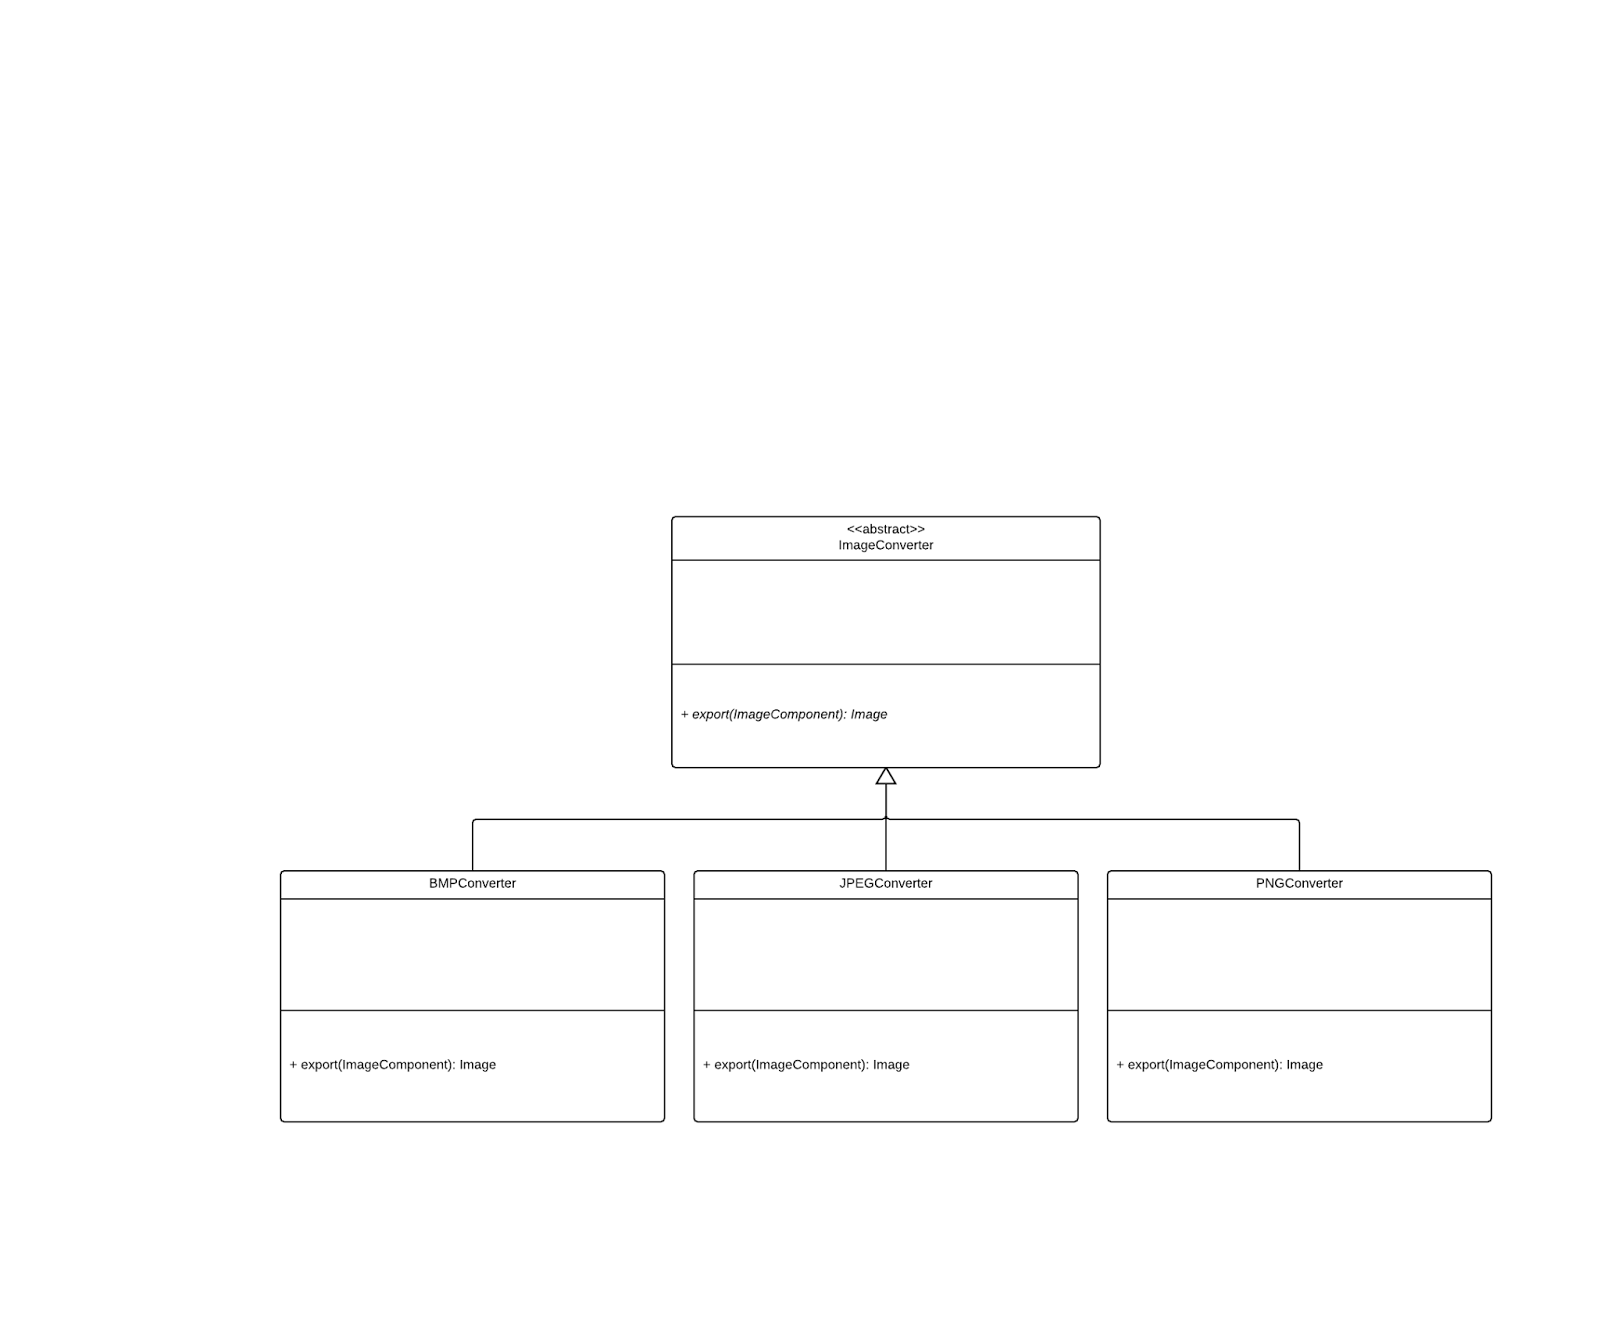 <<abstract>>
ImageConverter
+ export(ImageComponent): Image
BMPConverter
+ export(ImageComponent): Image
JPEGConverter
+ export(ImageComponent): Image
PNGConverter
+ export(ImageComponent): Image